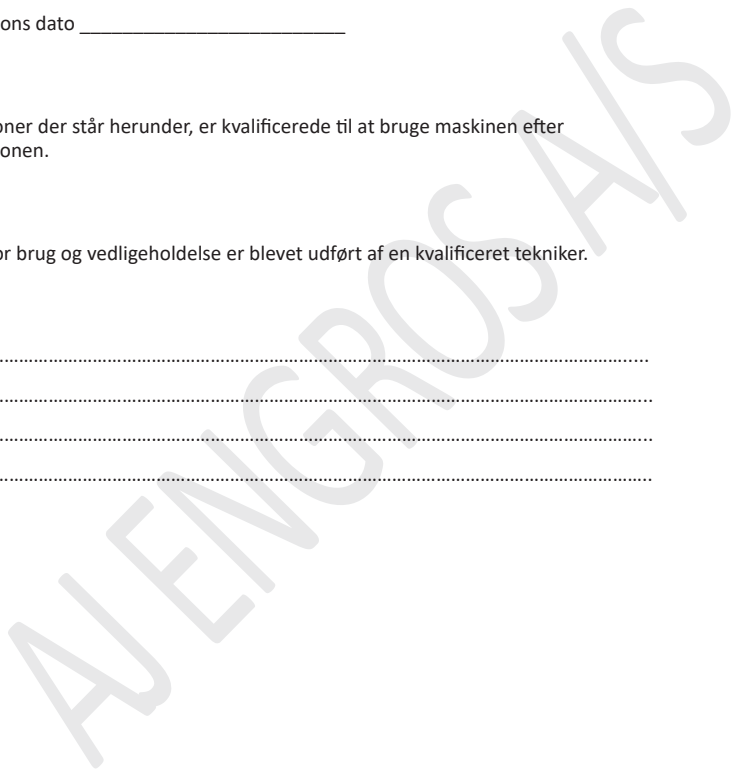 ons dato _________________________
oner der står herunder, er kvalificerede til at bruge maskinen efter
onen.
or brug og vedligeholdelse er blevet udført af en kvalificeret tekniker.
……………………………………………………………………………………………………………………..…
……………………………………………………………………………………………………………………...
……………………………………………………………………………………………………………………...
……………………………………………………………………………………………………………………..
AJ ENGROS A/S